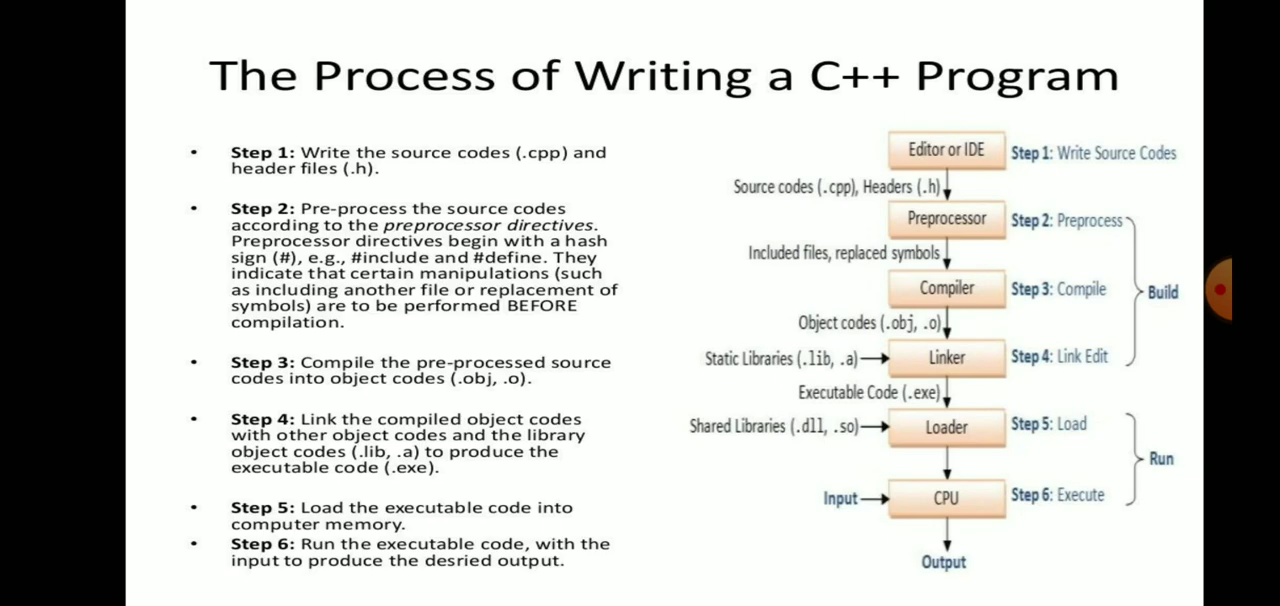 The Process of Writing a C++ Program
• Step 1: Write the source codes (.cpp) and
header files (.h).
• Step 2: Pre-process the source codes
according to the preprocessor directives.
Preprocessor directives begin with a hash
sign (#), e.g., #include and #define. They
indicate that certain manipulations (such
as including another file or replacement of
symbols) are to be performed BEFORE
compilation.
• Step 3: Compile the pre-processed source
codes into object codes (.obj, .o).
• Step 4: Link the compiled object codes
with other object codes and the library
object codes (.lib, .a) to produce the
executable code (.exe).
• Step 5: Load the executable code into
computer memory.
• Step 6: Run the executable code, with the
input to produce the desried output.
Editor or IDE
Step 1: Write Source Codes
Source codes (.cpp), Headers (.h)
Preprocessor
Step 2: Preprocess
Included files, replaced symbols
Compiler
Step 3: Compile
Build
Object codes (.obj, .o)
Static Libraries (.lib, .a)
Linker
Step 4: Link Edit
Executable Code (.exe)
Shared Libraries (.dll, .so)
Loader
Step 5: Load
Run
Input
CPU
Step 6: Execute
Output